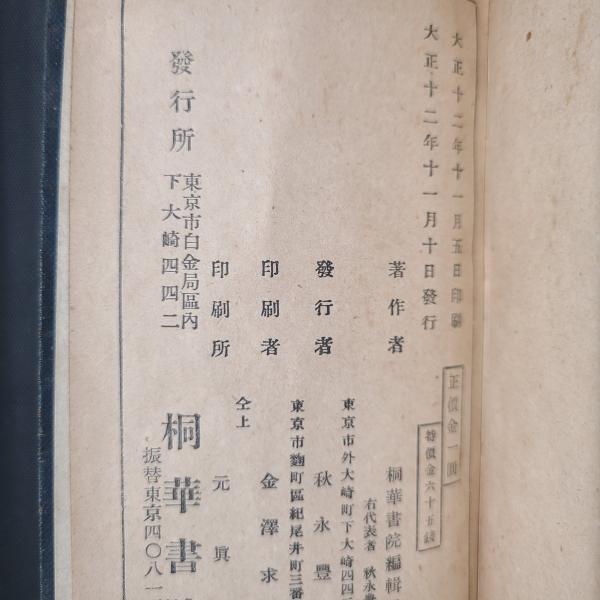 大正十二年十一月五日印刷
大正十二年十一月十日發行
正價金一圓
特價金六十五錢
著作者
桐華書院編輯
右代表者 秋永
東京市外大崎町下大崎四四
發行者
秋永豐
東京市麴町區紀尾井町三番
印刷者
金澤求
印刷所
仝上
元眞
發行所
東京市白金局區內
下大崎四四二
桐華書
振替東京四〇八一